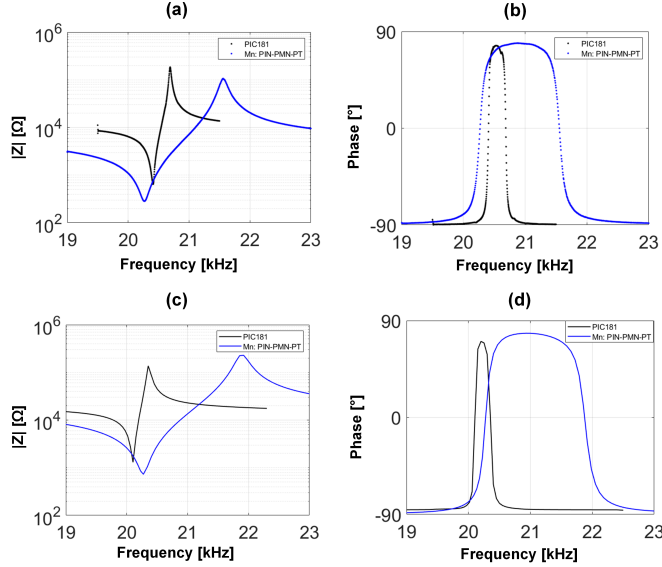 (a)
10^6
10^4
10^2
|Z| [Ω]
PIC181
Mn: PIN-PMN-PT
19 20 21 22 23
Frequency [kHz]
(b)
90
0
-90
Phase [°]
PIC181
Mn: PIN-PMN-PT
19 20 21 22 23
Frequency [kHz]
(c)
10^6
10^4
10^2
|Z| [Ω]
PIC181
Mn: PIN-PMN-PT
19 20 21 22 23
Frequency [kHz]
(d)
90
0
-90
Phase [°]
PIC181
Mn: PIN-PMN-PT
19 20 21 22 23
Frequency [kHz]